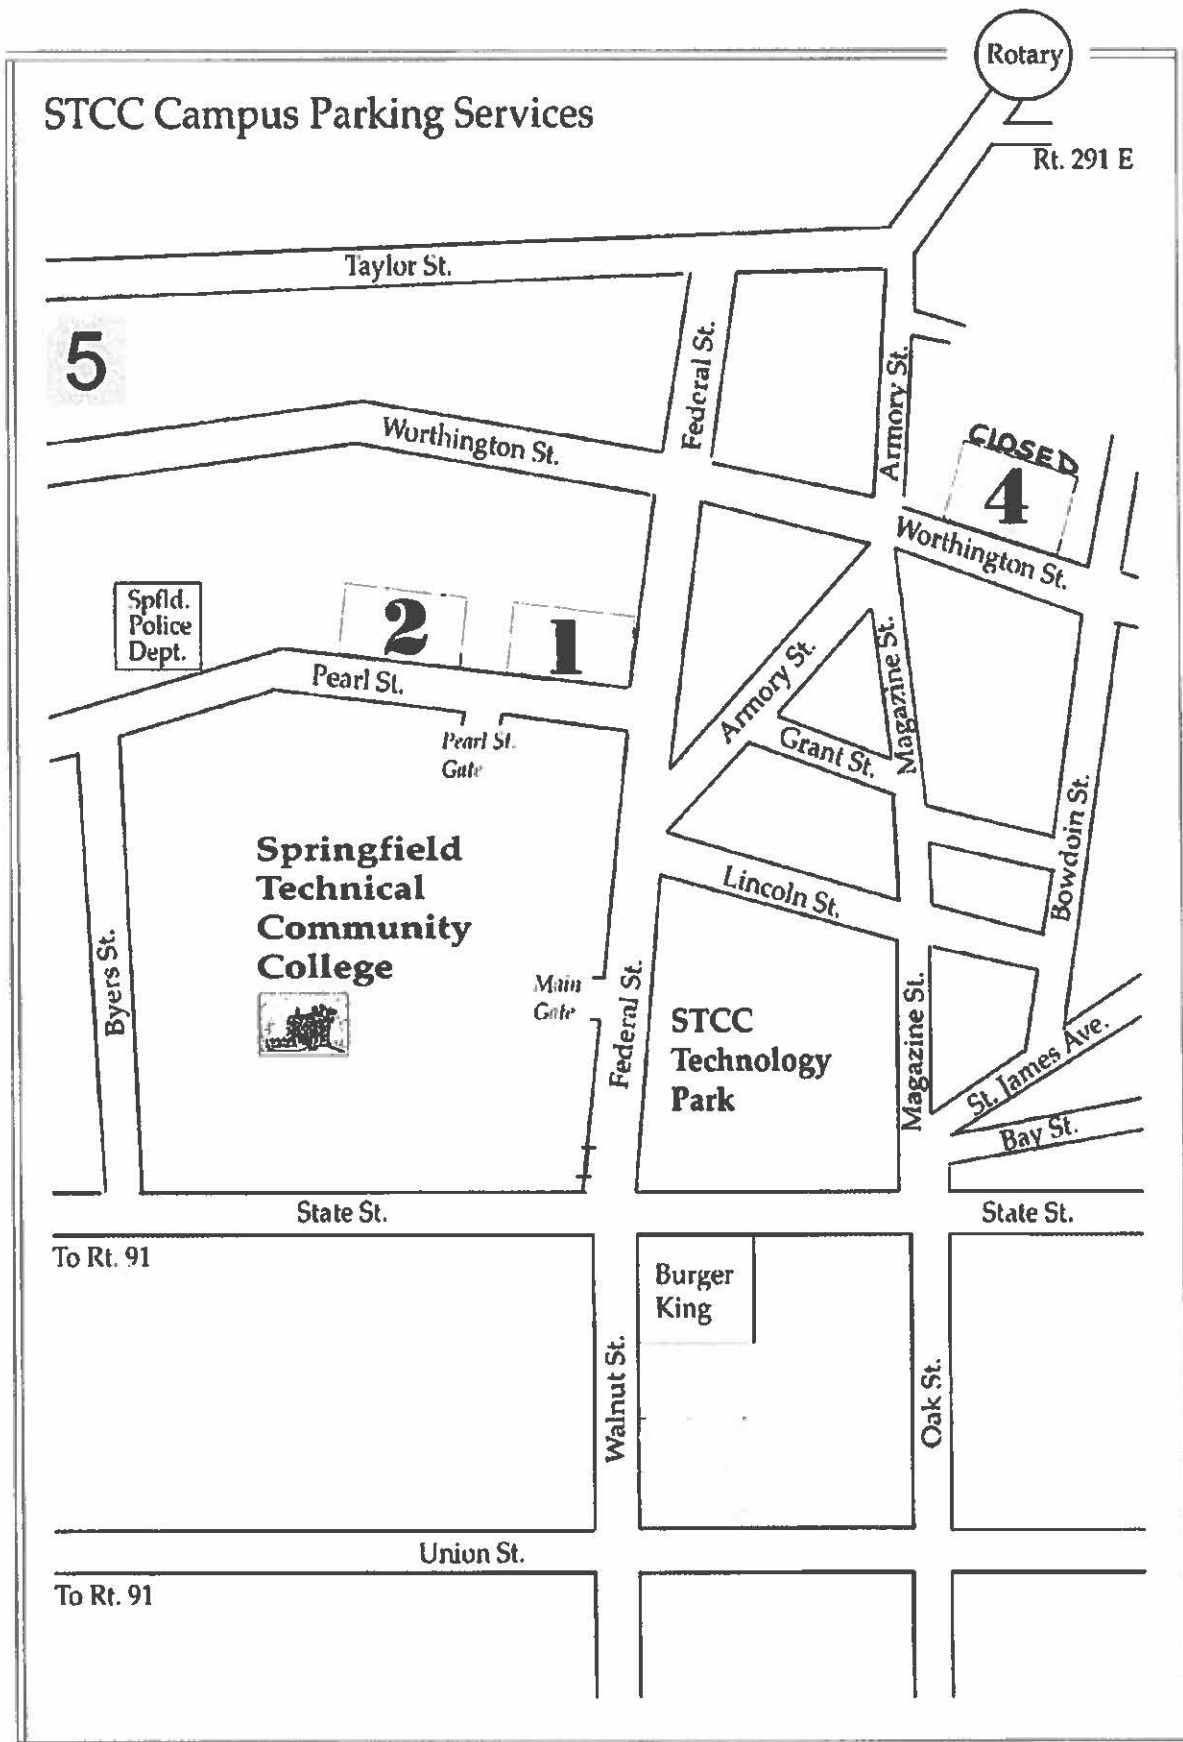 Rotary
STCC Campus Parking Services
Rt. 291 E
Taylor St.
5
Federal St.
Armory St.
Worthington St.
CLOSED
4
Worthington St.
Spfld.
Police
Dept.
2
1
Pearl St.
Armory St.
Magazine St.
Pearl St.
Gate
Grant St.
Springfield
Technical
Community
College
Lincoln St.
Bowdoin St.
Byers St.
Main
Gate
Federal St.
STCC
Technology
Park
Magazine St.
St. James Ave.
Bay St.
State St.
State St.
To Rt. 91
Burger
King
Walnut St.
Oak St.
Union St.
To Rt. 91